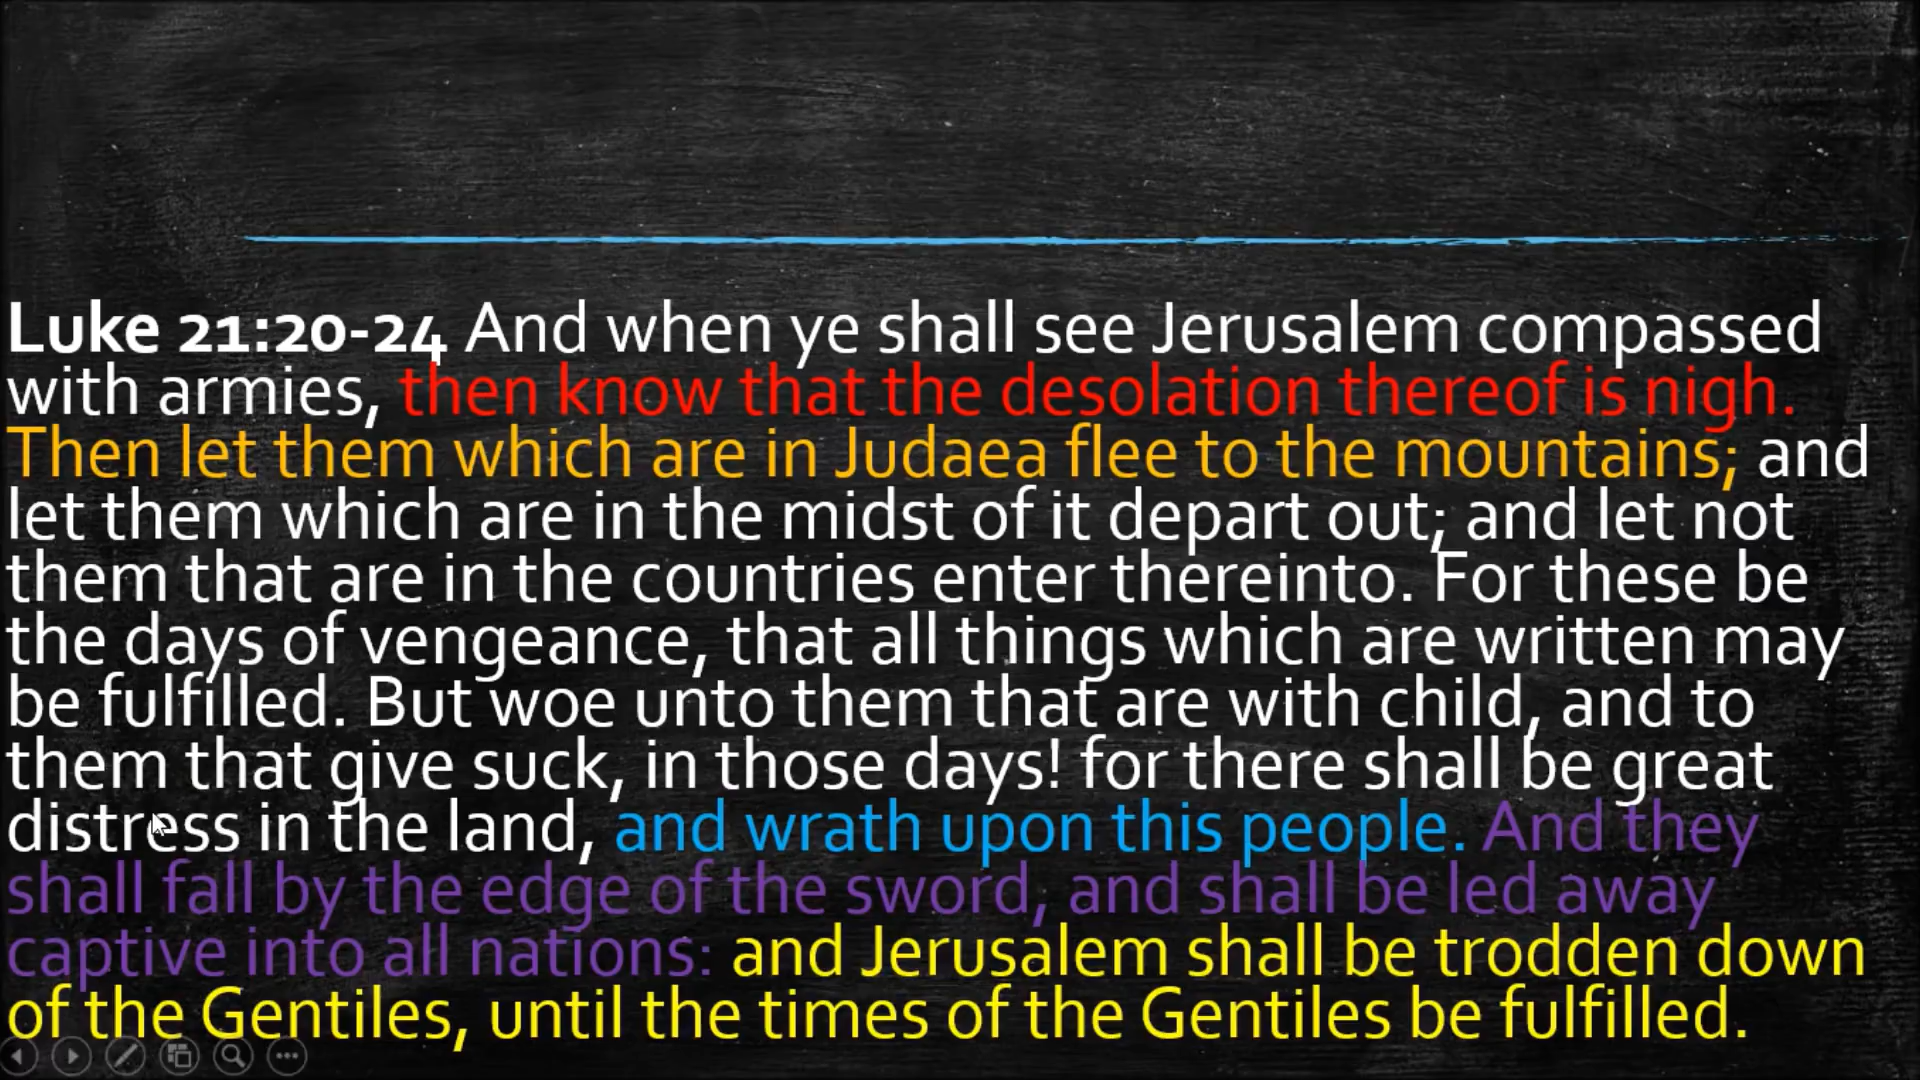 Luke 21:20-24 And when ye shall see Jerusalem compassed
with armies, then know that the desolation thereof is nigh.
Then let them which are in Judaea flee to the mountains; and
let them which are in the midst of it depart out; and let not
them that are in the countries enter thereinto. For these be
the days of vengeance, that all things which are written may
be fulfilled. But woe unto them that are with child, and to
them that give suck, in those days! for there shall be great
distress in the land, and wrath upon this people. And they
shall fall by the edge of the sword, and shall be led away
captive into all nations: and Jerusalem shall be trodden down
of the Gentiles, until the times of the Gentiles be fulfilled.